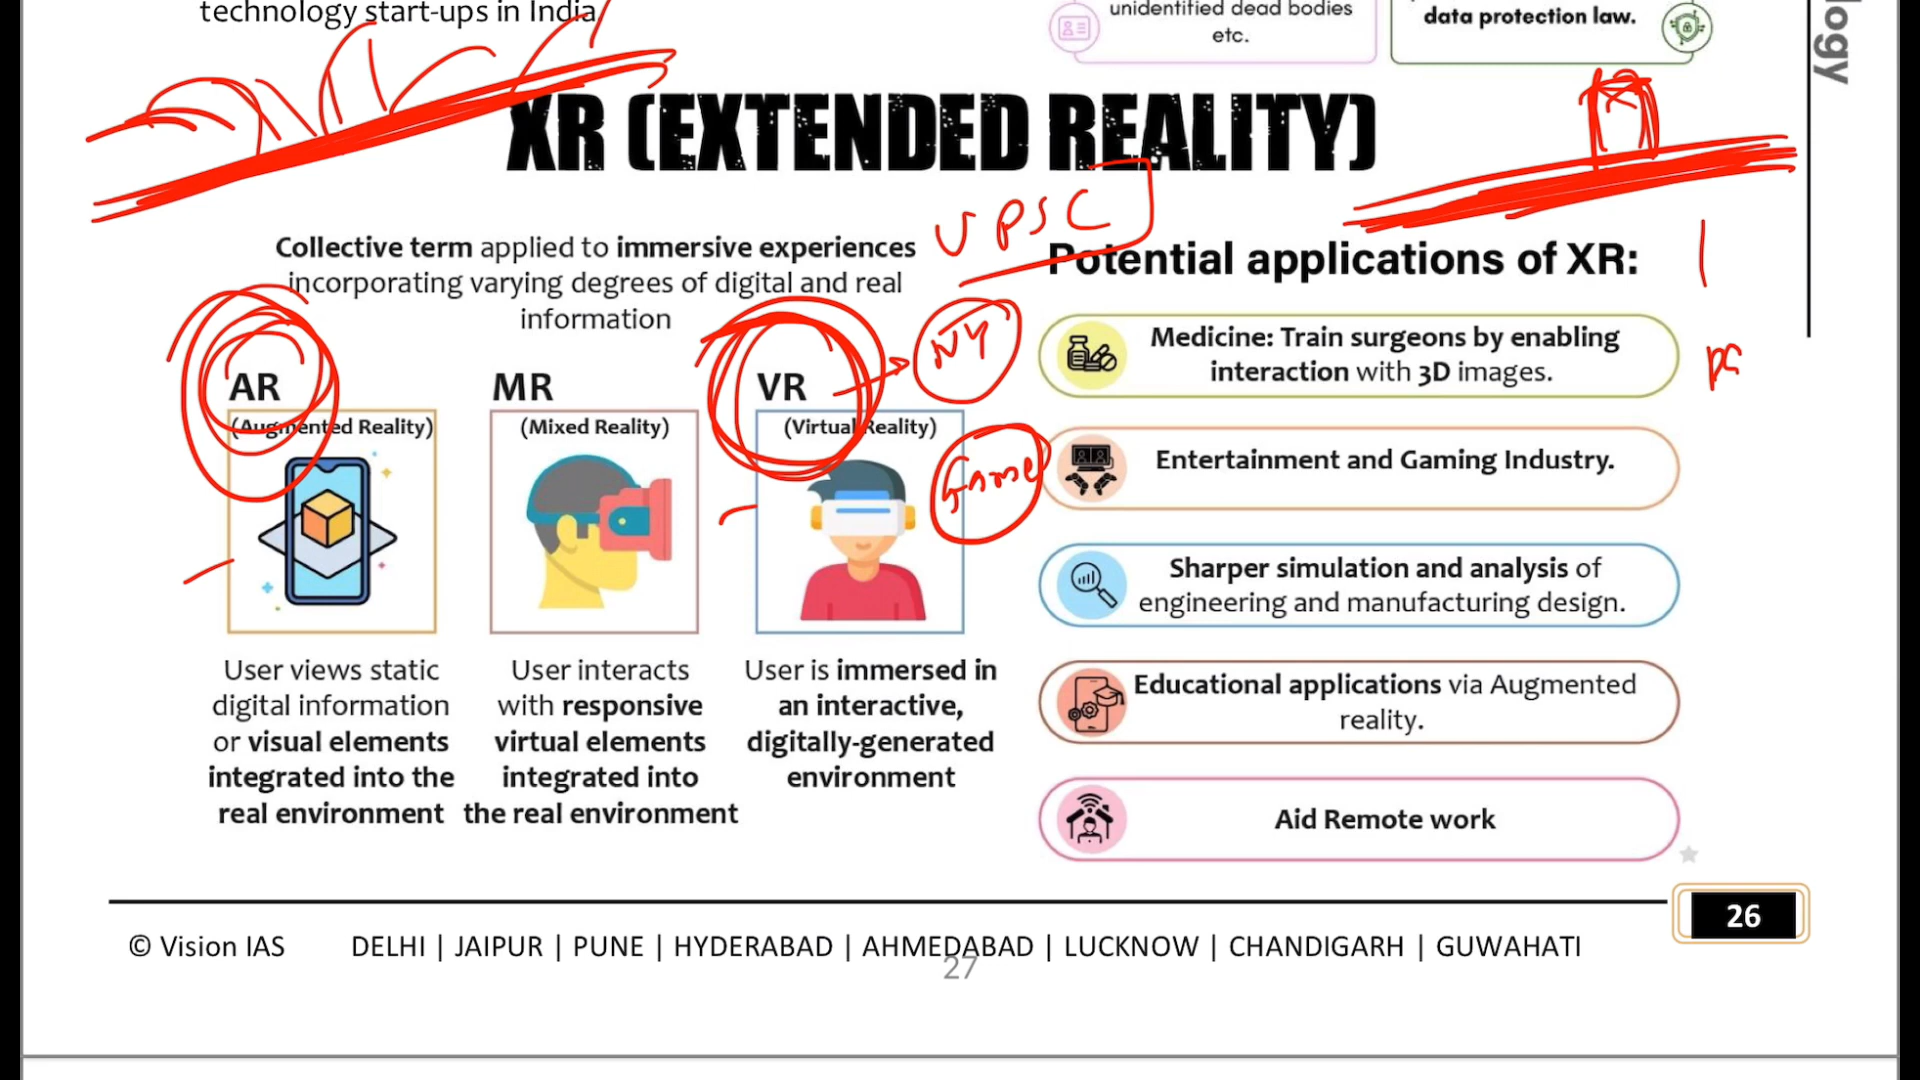 technology start-ups in India.
unidentified dead bodies
etc.
data protection law.
logy
XR (EXTENDED REALITY)
UPSC
Collective term applied to immersive experiences
incorporating varying degrees of digital and real
information
AR
(Augmented Reality)
User views static
digital information
or visual elements
integrated into the
real environment
MR
(Mixed Reality)
User interacts
with responsive
virtual elements
integrated into
the real environment
VR
(Virtual Reality)
NY
Game
User is immersed in
an interactive,
digitally-generated
environment
Potential applications of XR:
Medicine: Train surgeons by enabling
interaction with 3D images.
Entertainment and Gaming Industry.
Sharper simulation and analysis of
engineering and manufacturing design.
Educational applications via Augmented
reality.
Aid Remote work
26
© Vision IAS DELHI | JAIPUR | PUNE | HYDERABAD | AHMEDABAD | LUCKNOW | CHANDIGARH | GUWAHATI
27